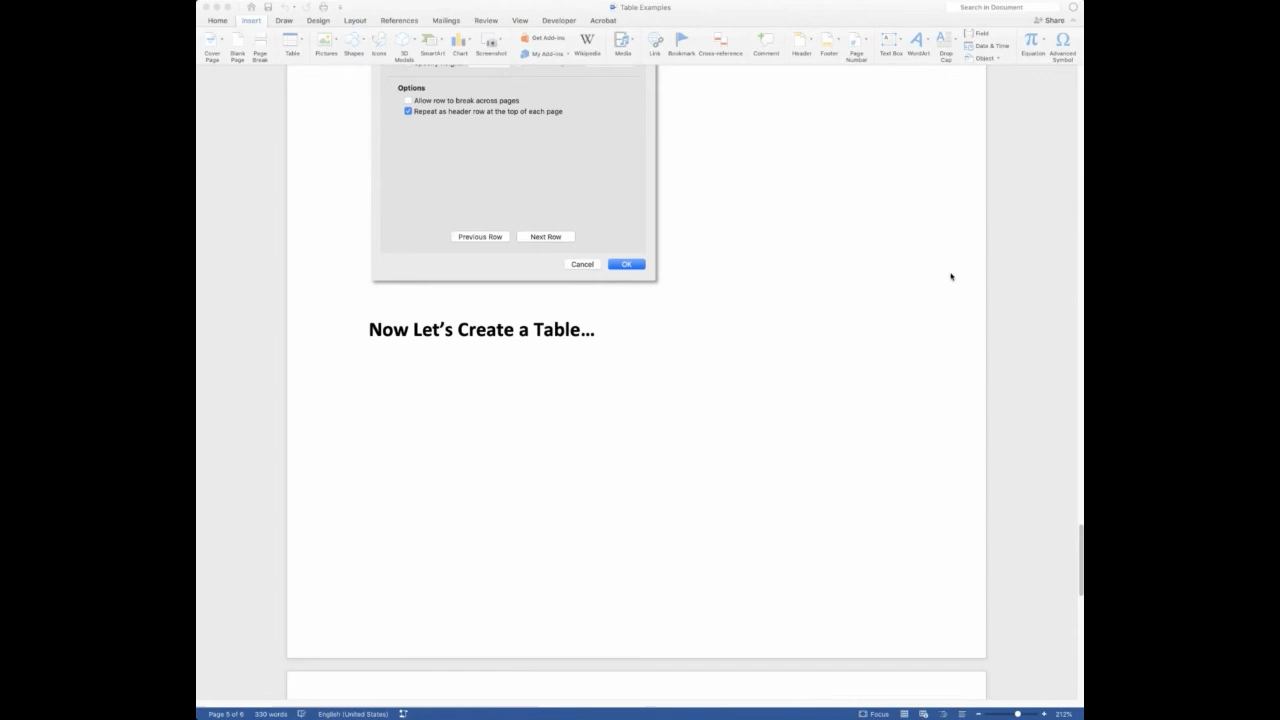 Table Examples
Search in Document
Home Insert Draw Design Layout References Mailings Review View Developer Acrobat Share
Cover Page
Blank Page
Page Break
Table
Pictures
Shapes
Icons
3D Models
SmartArt
Chart
Screenshot
Get Add-ins
My Add-ins
Wikipedia
Media
Link
Bookmark
Cross-reference
Comment
Header
Footer
Page Number
Text Box
WordArt
Drop Cap
Field
Date & Time
Object
Equation
Advanced Symbol
Options
Allow row to break across pages
Repeat as header row at the top of each page
Previous Row Next Row
Cancel OK
Now Let's Create a Table...
Page 5 of 6 330 words English (United States) Focus 212%